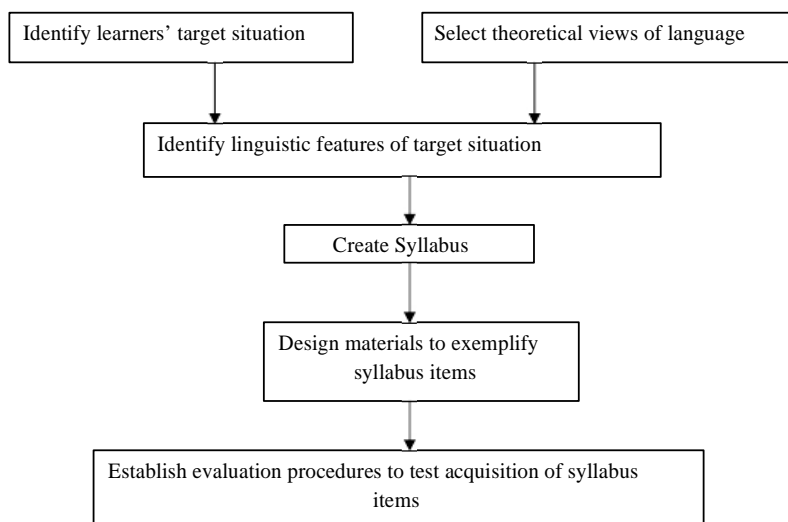 Identify learners’ target situation
Select theoretical views of language
Identify linguistic features of target situation
Create Syllabus
Design materials to exemplify
syllabus items
Establish evaluation procedures to test acquisition of syllabus
items